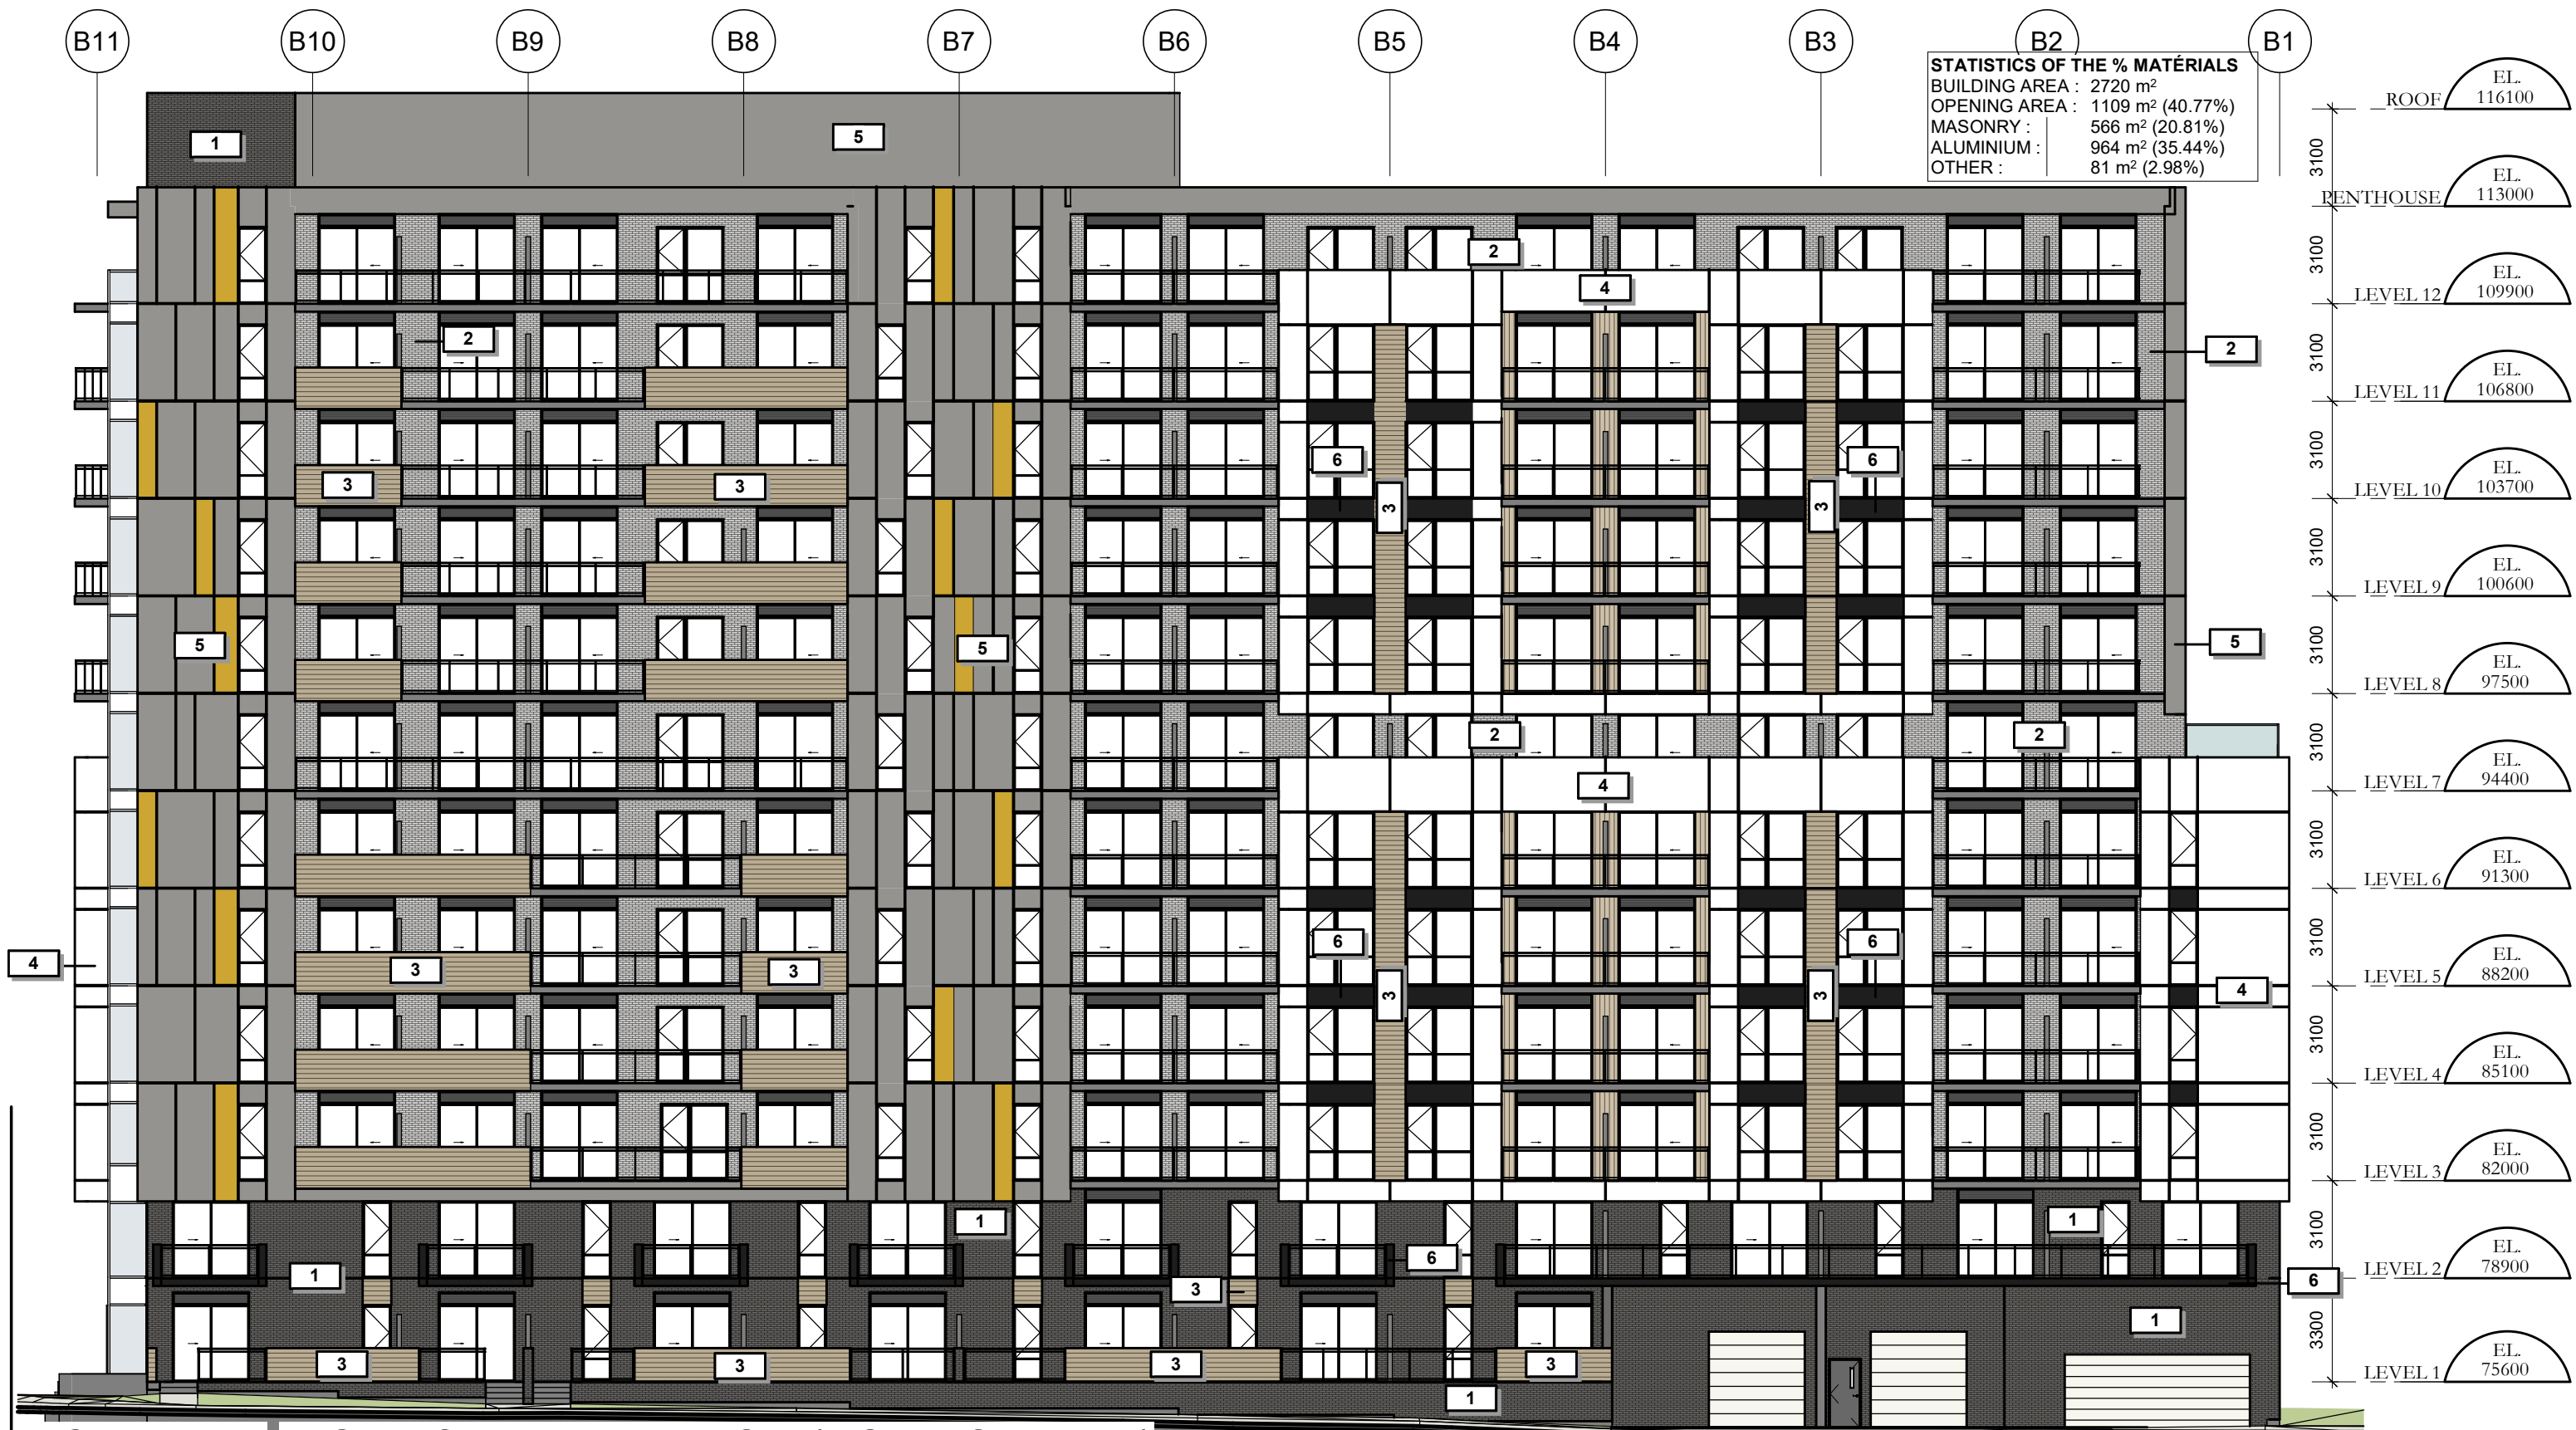 B11 B10 B9 B8 B7 B6 B5 B4 B3 B2 B1
STATISTICS OF THE % MATÉRIALS
BUILDING AREA : 2720 m²
OPENING AREA : 1109 m² (40.77%)
MASONRY : 566 m² (20.81%)
ALUMINIUM : 964 m² (35.44%)
OTHER : 81 m² (2.98%)
ROOF EL. 116100
3100
PENTHOUSE EL. 113000
3100
LEVEL 12 EL. 109900
3100
LEVEL 11 EL. 106800
3100
LEVEL 10 EL. 103700
3100
LEVEL 9 EL. 100600
3100
LEVEL 8 EL. 97500
3100
LEVEL 7 EL. 94400
3100
LEVEL 6 EL. 91300
3100
LEVEL 5 EL. 88200
3100
LEVEL 4 EL. 85100
3100
LEVEL 3 EL. 82000
3100
LEVEL 2 EL. 78900
3300
LEVEL 1 EL. 75600
1
5
2
4
2
2
6
6
3
3
3
3
5
5
5
2
2
4
6
6
4
3
3
3
3
4
1
1
1
6
6
3
1
3
3
3
3
1